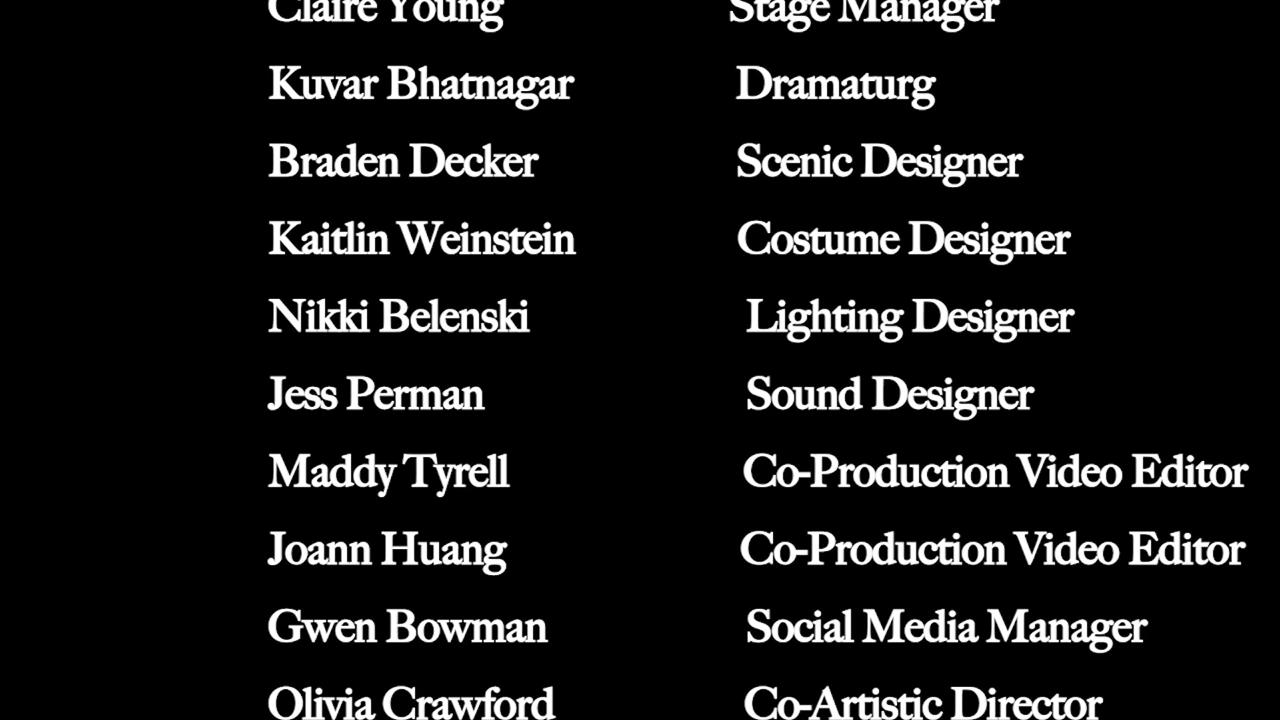 Claire Young Stage Manager
Kuvar Bhatnagar Dramaturg
Braden Decker Scenic Designer
Kaitlin Weinstein Costume Designer
Nikki Belenski Lighting Designer
Jess Perman Sound Designer
Maddy Tyrell Co-Production Video Editor
Joann Huang Co-Production Video Editor
Gwen Bowman Social Media Manager
Olivia Crawford Co-Artistic Director